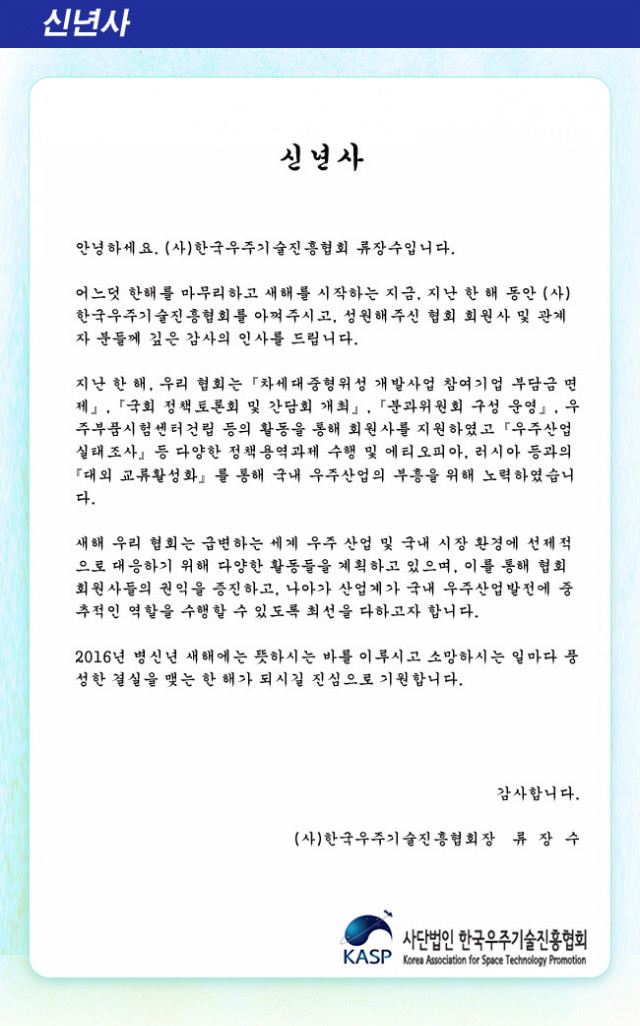 신년사
신년사
안녕하세요. (사)한국우주기술진흥협회 류장수입니다.
어느덧 한해를 마무리하고 새해를 시작하는 지금, 지난 한 해 동안 (사)
한국우주기술진흥협회를 아껴주시고, 성원해주신 협회 회원사 및 관계
자 분들께 깊은 감사의 인사를 드립니다.
지난 한 해, 우리 협회는 『차세대중형위성 개발사업 참여기업 부담금 면
제』, 『국회 정책토론회 및 간담회 개최』, 『분과위원회 구성 운영』, 우
주부품시험센터건립 등의 활동을 통해 회원사를 지원하였고 『우주산업
실태조사』 등 다양한 정책용역과제 수행 및 에티오피아, 러시아 등과의
『대외 교류활성화』 를 통해 국내 우주산업의 부흥을 위해 노력하였습니
다.
새해 우리 협회는 급변하는 세계 우주 산업 및 국내 시장 환경에 선제적
으로 대응하기 위해 다양한 활동들을 계획하고 있으며, 이를 통해 협회
회원사들의 권익을 증진하고, 나아가 산업계가 국내 우주산업발전에 중
추적인 역할을 수행할 수 있도록 최선을 다하고자 합니다.
2016년 병신년 새해에는 뜻하시는 바를 이루시고 소망하시는 일마다 풍
성한 결실을 맺는 한 해가 되시길 진심으로 기원합니다.
감사합니다.
(사)한국우주기술진흥협회장 류 장 수
KASP 사단법인 한국우주기술진흥협회
Korea Association for Space Technology Promotion